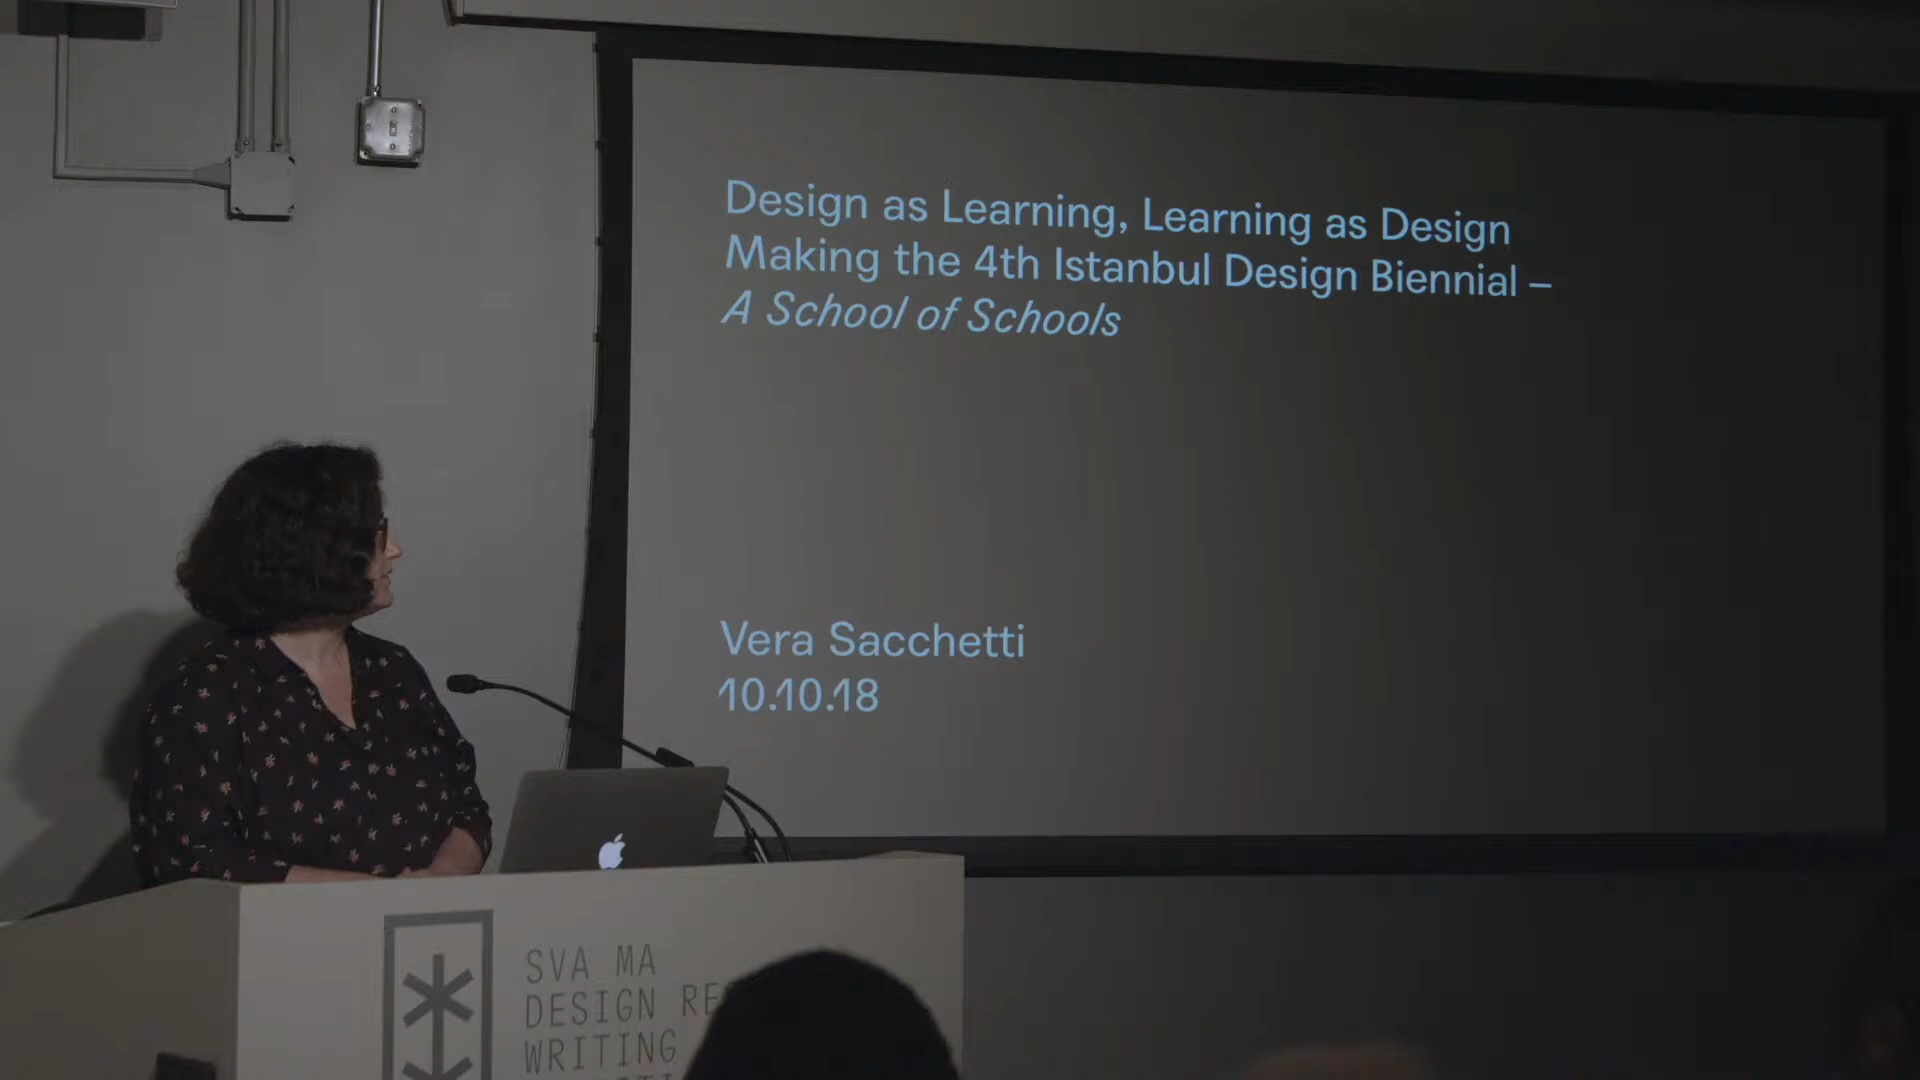 Design as Learning, Learning as Design
Making the 4th Istanbul Design Biennial –
A School of Schools
Vera Sacchetti
10.10.18
SVA MA
DESIGN
WRITING